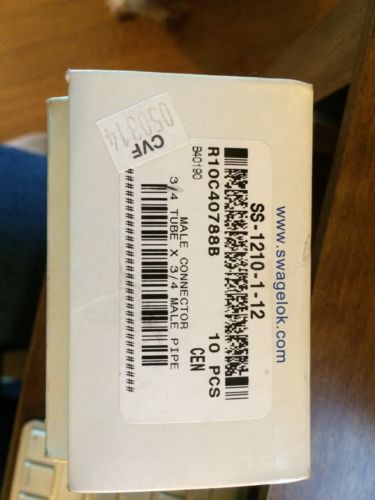 www.swagelok.com
SS-1210-1-12
R10C40788B 10 PCS
B40190 CEN
MALE CONNECTOR
3/4 TUBE X 3/4 MALE PIPE
CVF
050314